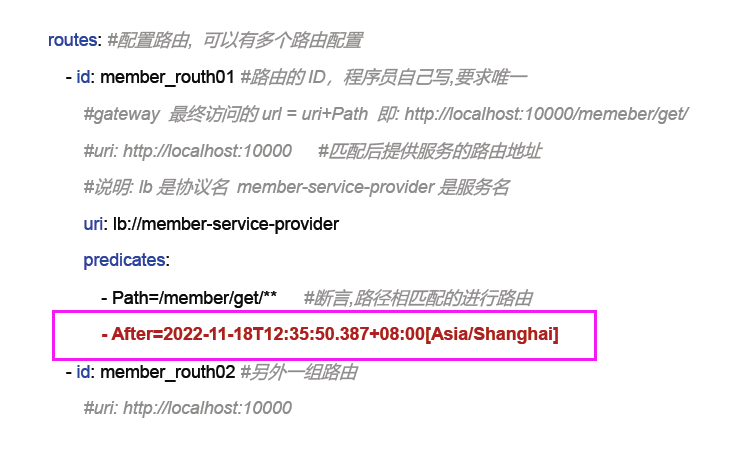 routes: #配置路由, 可以有多个路由配置
- id: member_routh01 #路由的 ID，程序员自己写,要求唯一
#gateway 最终访问的 url = uri+Path 即: http://localhost:10000/memeber/get/
#uri: http://localhost:10000 #匹配后提供服务的路由地址
#说明: lb 是协议名 member-service-provider 是服务名
uri: lb://member-service-provider
predicates:
- Path=/member/get/** #断言,路径相匹配的进行路由
- After=2022-11-18T12:35:50.387+08:00[Asia/Shanghai]
- id: member_routh02 #另外一组路由
#uri: http://localhost:10000